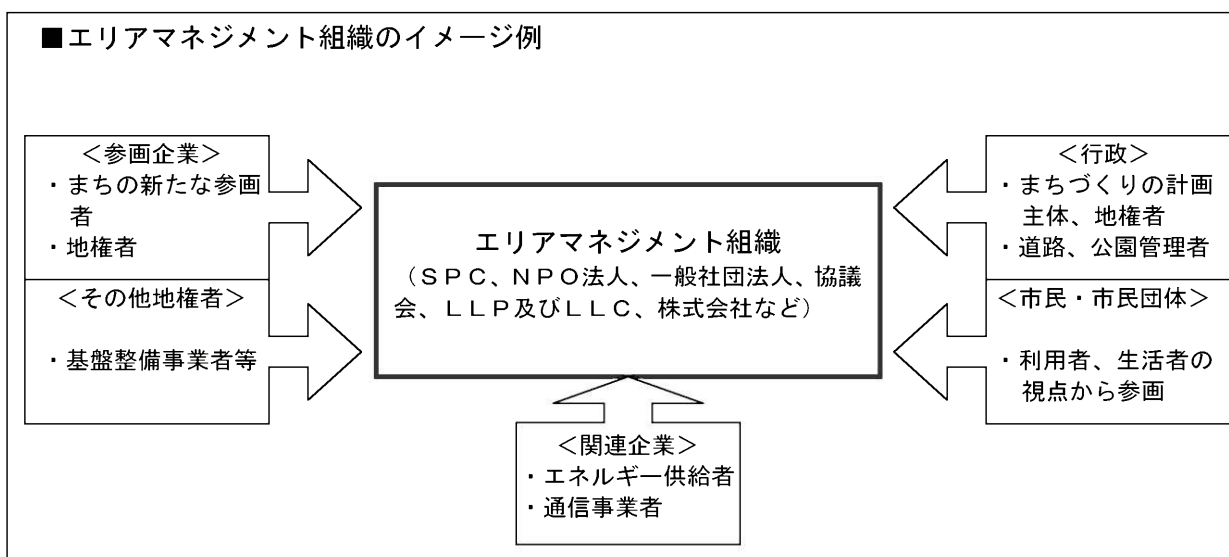 ■エリアマネジメント組織のイメージ例
＜参画企業＞
・まちの新たな参画
者
・地権者
＜その他地権者＞
・基盤整備事業者等
エリアマネジメント組織
（ＳＰＣ、ＮＰＯ法人、一般社団法人、協議
会、ＬＬＰ及びＬＬＣ、株式会社など）
＜行政＞
・まちづくりの計画
主体、地権者
・道路、公園管理者
＜市民・市民団体＞
・利用者、生活者の
視点から参画
＜関連企業＞
・エネルギー供給者
・通信事業者